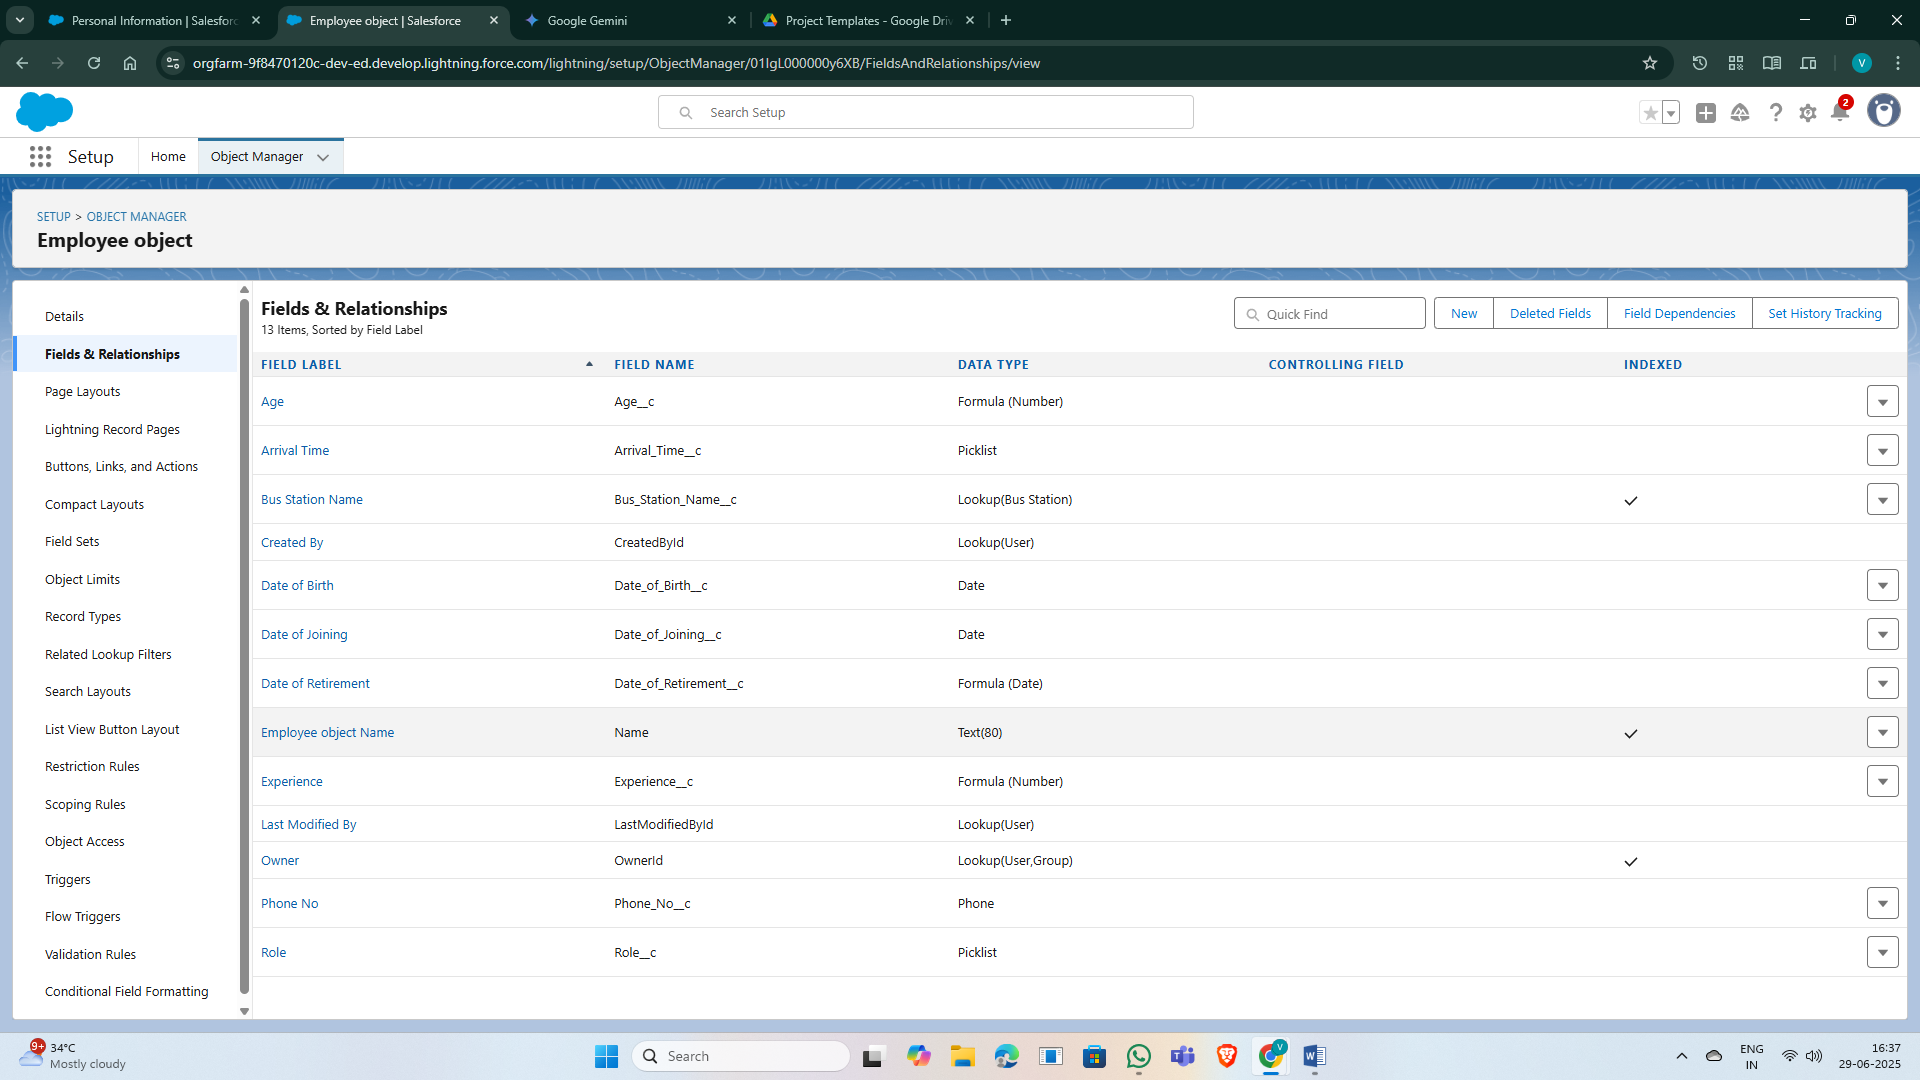 Personal Information | Salesforc
Employee object | Salesforce
Google Gemini
Project Templates - Google Driv
orgfarm-9f8470120c-dev-ed.develop.lightning.force.com/lightning/setup/ObjectManager/01IgL000000y6XB/FieldsAndRelationships/view
V
Search Setup
2
Setup
Home
Object Manager
SETUP > OBJECT MANAGER
Employee object
Details
Fields & Relationships
Page Layouts
Lightning Record Pages
Buttons, Links, and Actions
Compact Layouts
Field Sets
Object Limits
Record Types
Related Lookup Filters
Search Layouts
List View Button Layout
Restriction Rules
Scoping Rules
Object Access
Triggers
Flow Triggers
Validation Rules
Conditional Field Formatting
Fields & Relationships
13 Items, Sorted by Field Label
Quick Find
New
Deleted Fields
Field Dependencies
Set History Tracking
FIELD LABEL FIELD NAME DATA TYPE CONTROLLING FIELD INDEXED
Age Age__c Formula (Number)
Arrival Time Arrival_Time__c Picklist
Bus Station Name Bus_Station_Name__c Lookup(Bus Station)
Created By CreatedById Lookup(User)
Date of Birth Date_of_Birth__c Date
Date of Joining Date_of_Joining__c Date
Date of Retirement Date_of_Retirement__c Formula (Date)
Employee object Name Name Text(80)
Experience Experience__c Formula (Number)
Last Modified By LastModifiedById Lookup(User)
Owner OwnerId Lookup(User,Group)
Phone No Phone_No__c Phone
Role Role__c Picklist
9+
34°C
Mostly cloudy
Search
V
ENG
IN
16:37
29-06-2025